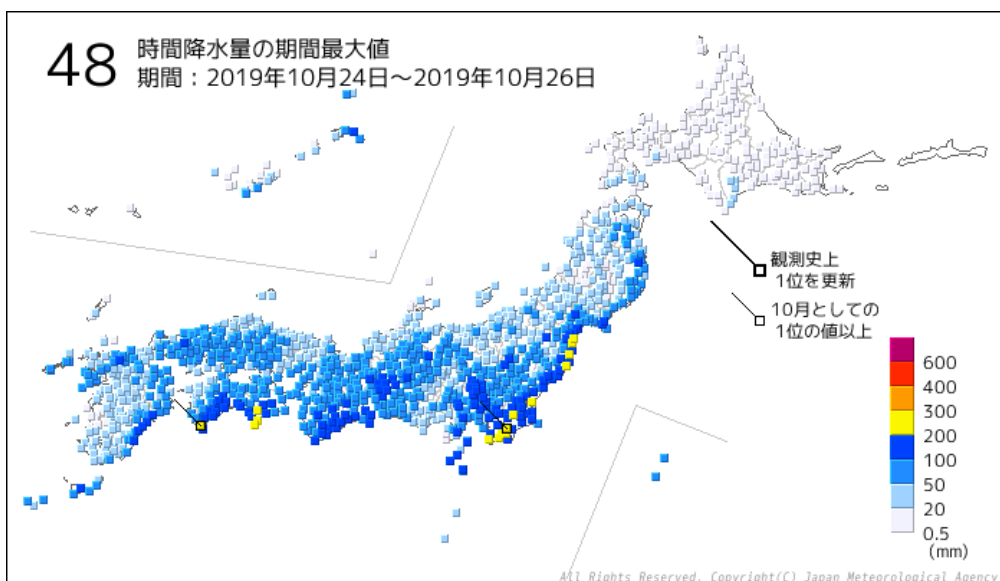 48 時間降水量の期間最大値
期間：2019年10月24日～2019年10月26日
観測史上
1位を更新
10月としての
1位の値以上
600
400
300
200
100
50
20
0.5
(mm)
All Rights Reserved. Copyright(C) Japan Meteorological Agency